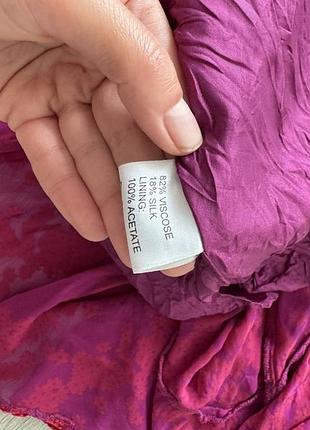 82% VISCOSE
18% SILK
LINING:
100% ACETATE